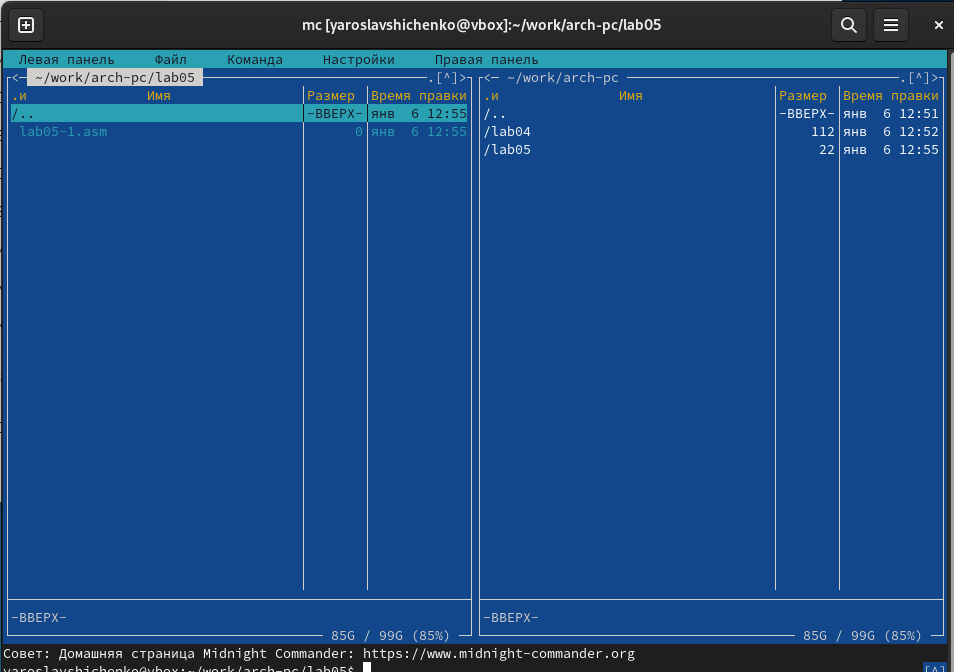 mc [yaroslavshichenko@vbox]:~/work/arch-pc/lab05
Левая панель Файл Команда Настройки Правая панель
<— ~/work/arch-pc/lab05 .[^]> <— ~/work/arch-pc .[^]>
.и Имя Размер Время правки .и Имя Размер Время правки
/.. -ВВЕРХ- янв 6 12:55 /.. -ВВЕРХ- янв 6 12:51
lab05-1.asm 0 янв 6 12:55 /lab04 112 янв 6 12:52
/lab05 22 янв 6 12:55
-ВВЕРХ- -ВВЕРХ-
85G / 99G (85%) 85G / 99G (85%)
Совет: Домашняя страница Midnight Commander: https://www.midnight-commander.org
yaroslavshichenko@vbox:~/work/arch-pc/lab05$ [^]